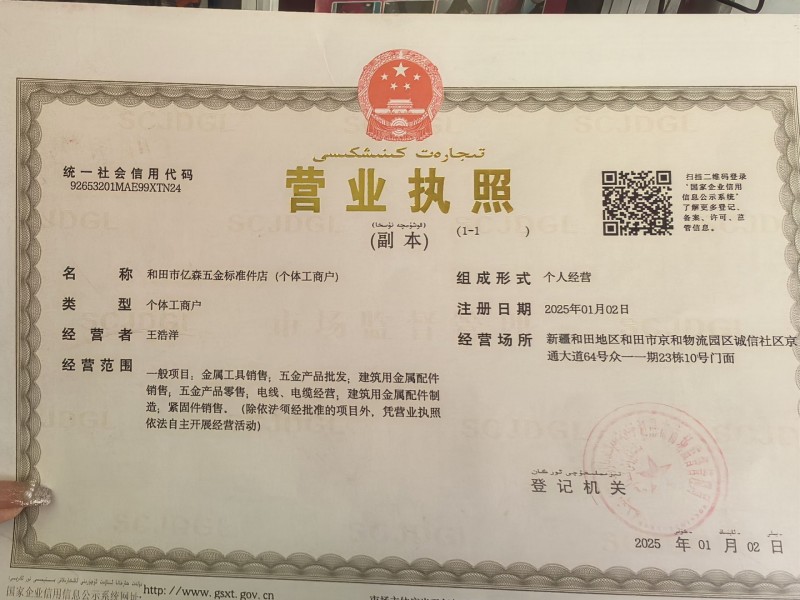 تىجارەت كىنىشكىسى
营业执照
(قوشۇمچە نۇسخا)
(副 本)
(1-1 )
统一社会信用代码
92653201MAE99XTN24
扫描二维码登录
“国家企业信用
信息公示系统”
了解更多登记、
备案、许可、监
管信息。
名 称 和田市亿森五金标准件店（个体工商户）
类 型 个体工商户
经 营 者 王浩洋
经 营 范 围 一般项目：金属工具销售；五金产品批发；建筑用金属配件
销售；五金产品零售；电线、电缆经营；建筑用金属配件制
造；紧固件销售。（除依法须经批准的项目外，凭营业执照
依法自主开展经营活动）
组 成 形 式 个人经营
注 册 日 期 2025年01月02日
经 营 场 所 新疆和田地区和田市京和物流园区诚信社区京
通大道64号众一一期23栋10号门面
登 记 机 关
2025 年 01 月 02 日
国家企业信用信息公示系统网址：http://www.gsxt.gov.cn
SCJDGL
市场监督管理